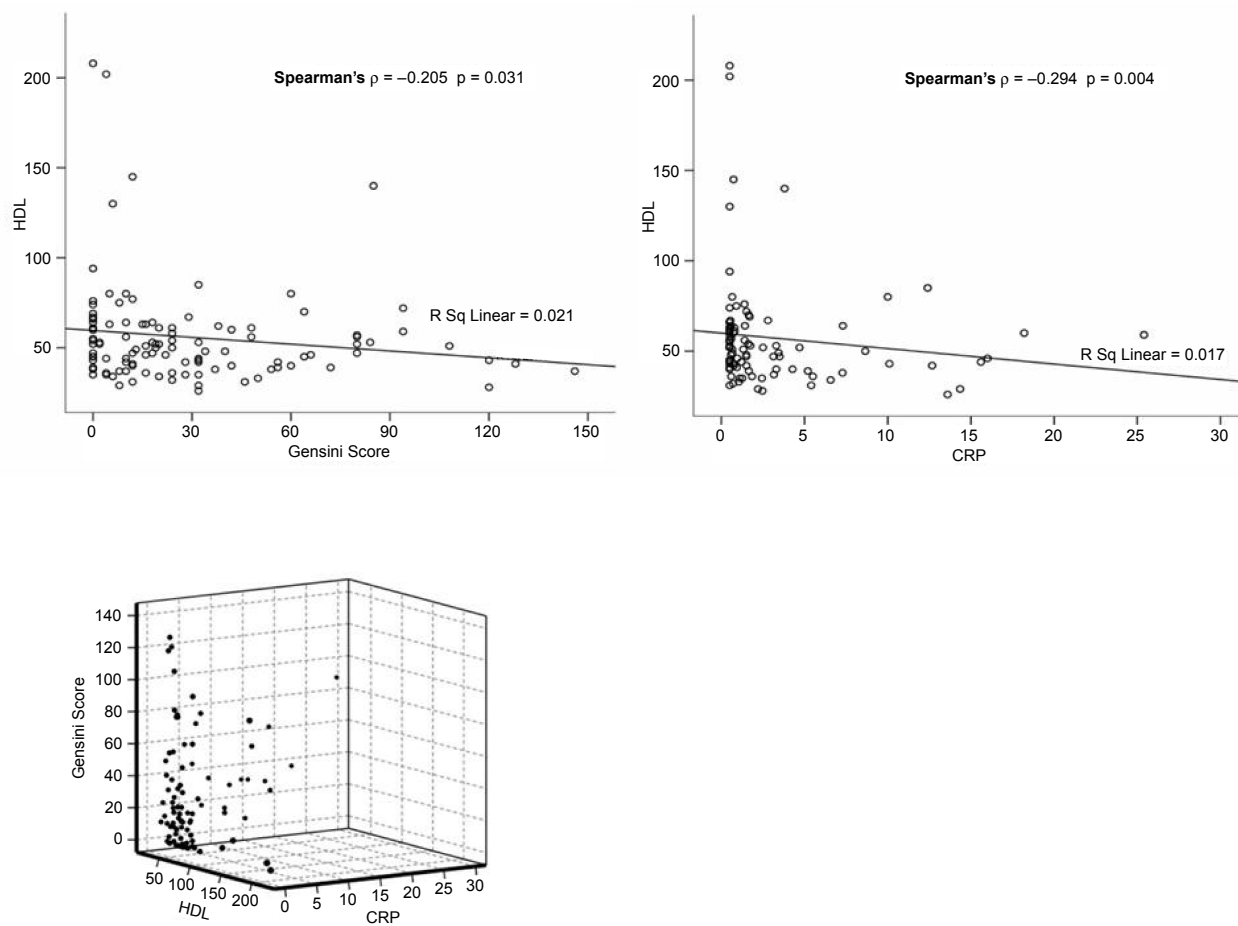 Spearman's ρ = –0.205 p = 0.031
200
150
HDL
100
50
R Sq Linear = 0.021
0 30 60 90 120 150
Gensini Score
Spearman's ρ = –0.294 p = 0.004
200
150
HDL
100
50
R Sq Linear = 0.017
0 5 10 15 20 25 30
CRP
140
120
100
80
60
40
20
0
Gensini Score
50 100 150 200
HDL
0 5 10 15 20 25 30
CRP